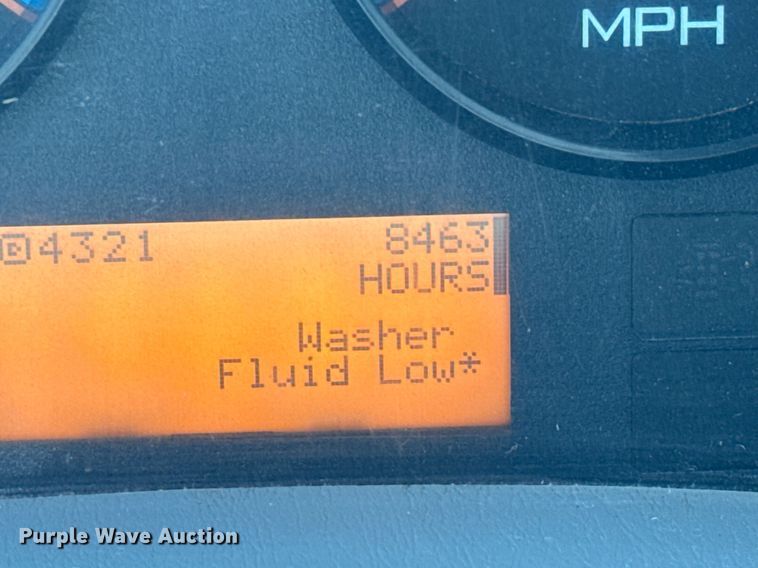 MPH
4321 8463
HOURS
Washer
Fluid Low*
Purple Wave Auction